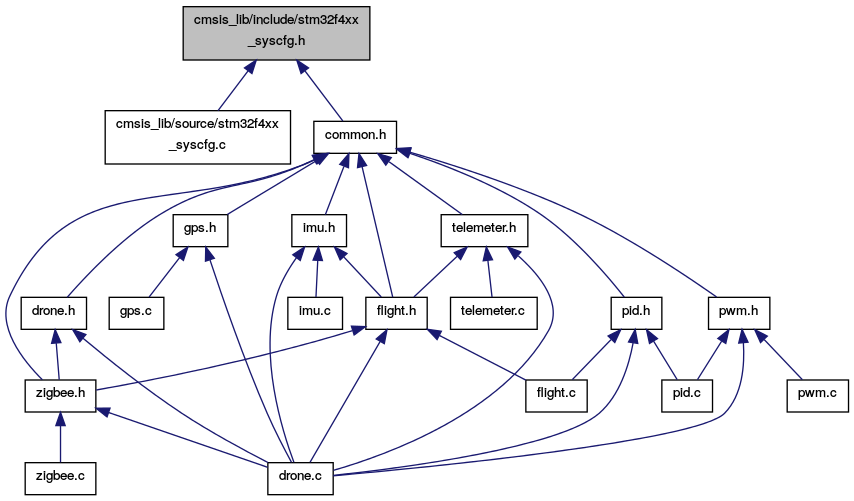 cmsis_lib/include/stm32f4xx
_syscfg.h
cmsis_lib/source/stm32f4xx
_syscfg.c
common.h
gps.h
imu.h
telemeter.h
drone.h
gps.c
imu.c
flight.h
telemeter.c
pid.h
pwm.h
zigbee.h
flight.c
pid.c
pwm.c
zigbee.c
drone.c